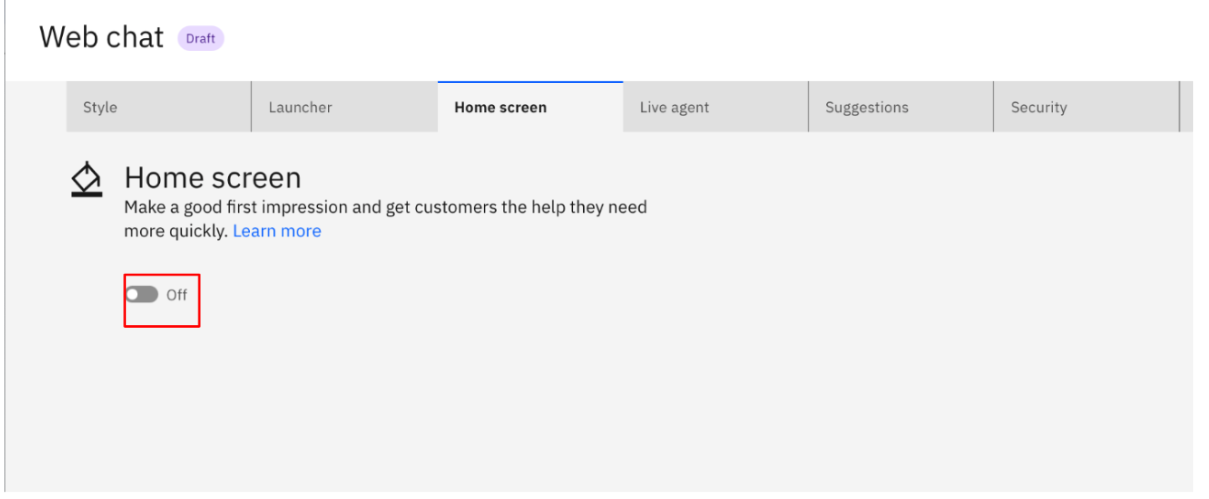 Web chat Draft
Style Launcher Home screen Live agent Suggestions Security
Home screen
Make a good first impression and get customers the help they need
more quickly. Learn more
Off